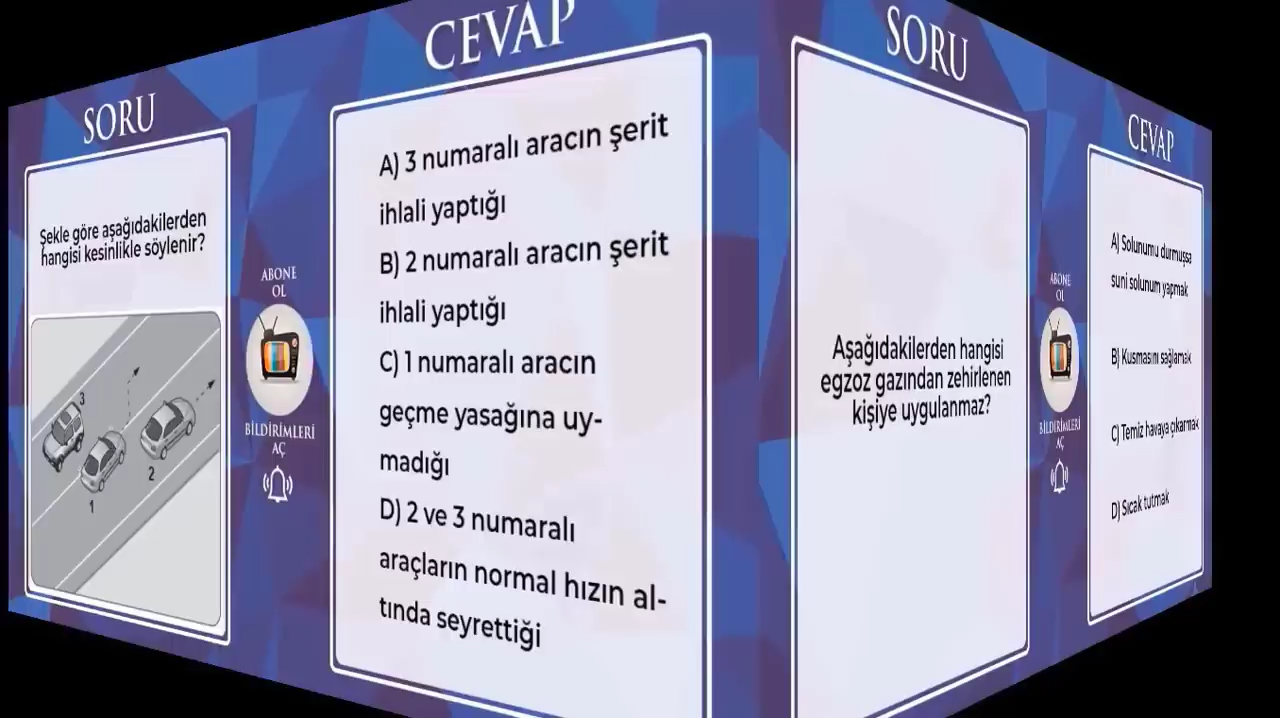 SORU
Şekle göre aşağıdakilerden
hangisi kesinlikle söylenir?
3
2
1
ABONE
OL
BİLDİRİMLERİ
AÇ
CEVAP
A) 3 numaralı aracın şerit
ihlali yaptığı
B) 2 numaralı aracın şerit
ihlali yaptığı
C) 1 numaralı aracın
geçme yasağına uy-
madığı
D) 2 ve 3 numaralı
araçların normal hızın al-
tında seyrettiği
SORU
Aşağıdakilerden hangisi
egzoz gazından zehirlenen
kişiye uygulanmaz?
ABONE
OL
BİLDİRİMLERİ
AÇ
CEVAP
A) Solunumu durmuşsa
suni solunum yapmak
B) Kusmasını sağlamak
C) Temiz havaya çıkarmak
D) Sıcak tutmak